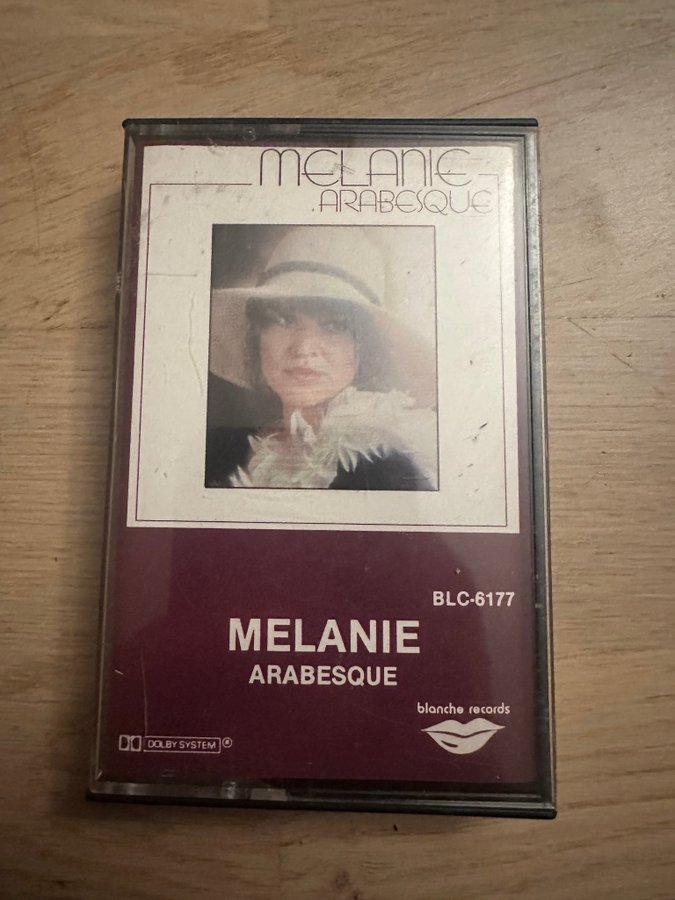 MELANIE
ARABESQUE
BLC-6177
MELANIE
ARABESQUE
blanche records
DOLBY SYSTEM ®